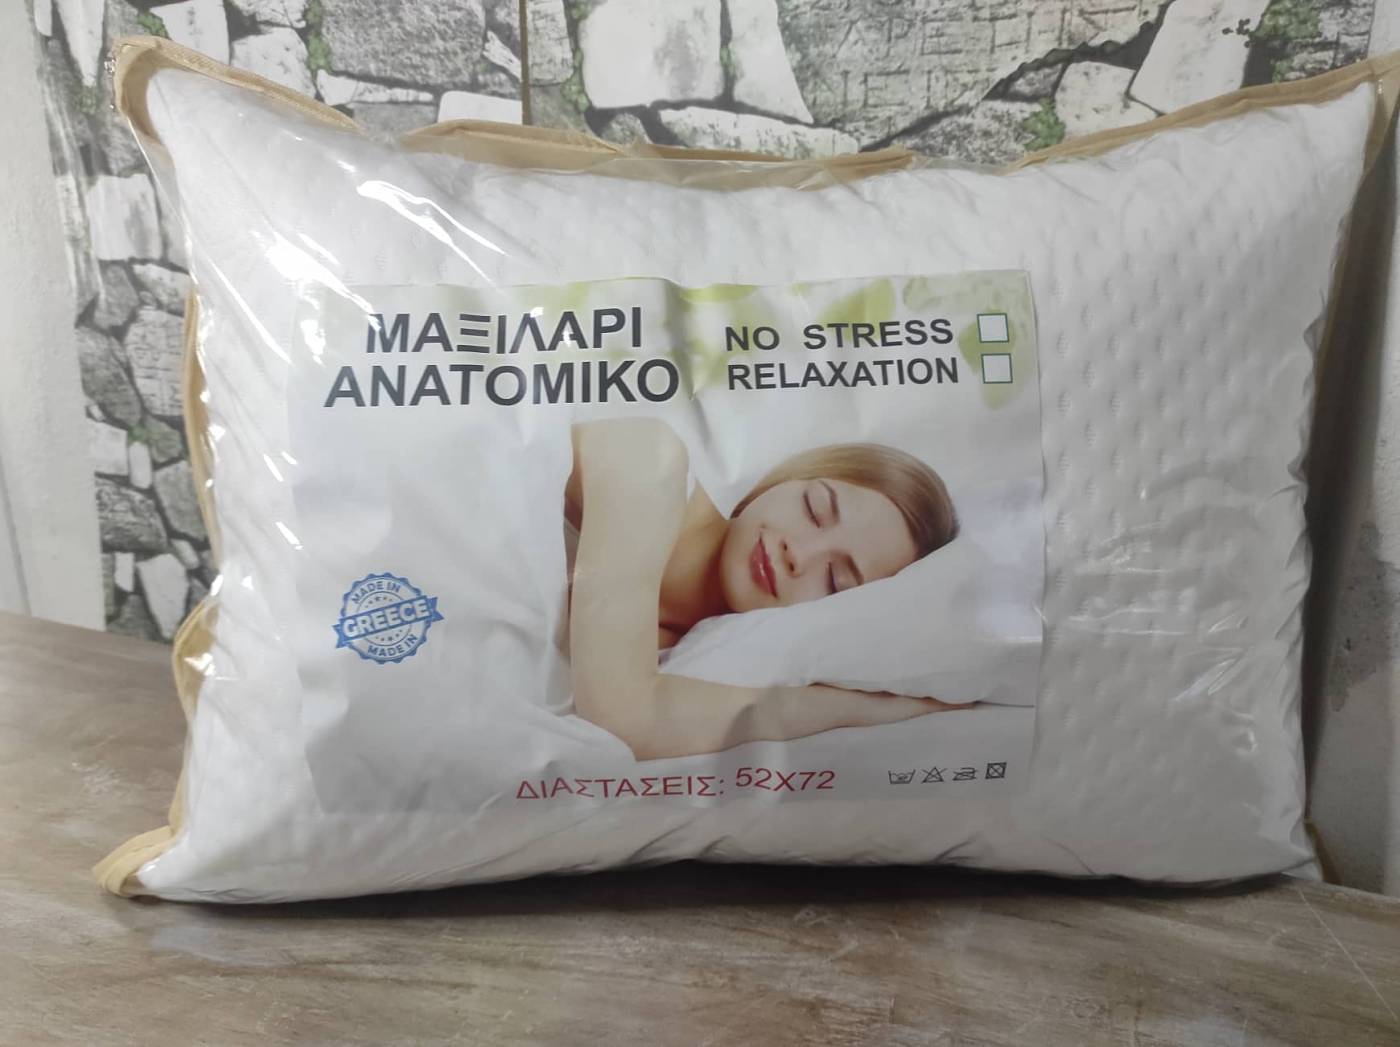 ΜΑΞΙΛΑΡΙ
ΑΝΑΤΟΜΙΚΟ
NO STRESS
RELAXATION
MADE IN
GREECE
MADE IN
ΔΙΑΣΤΑΣΕΙΣ: 52X72